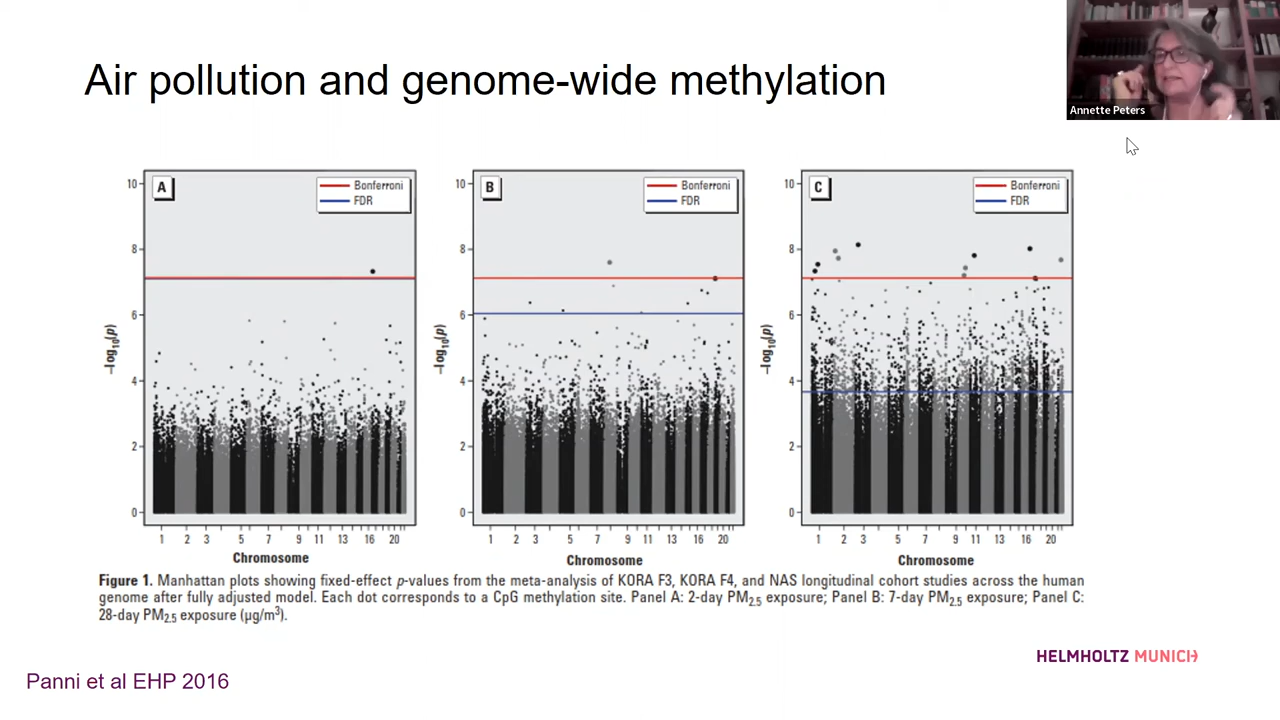 Air pollution and genome-wide methylation
Annette Peters
A
Bonferroni
FDR
10
8
6
4
2
0
−log10(p)
1 2 3 5 7 9 11 13 16 20
Chromosome
B
Bonferroni
FDR
10
8
6
4
2
0
−log10(p)
1 2 3 5 7 9 11 13 16 20
Chromosome
C
Bonferroni
FDR
10
8
6
4
2
0
−log10(p)
1 2 3 5 7 9 11 13 16 20
Chromosome
Figure 1. Manhattan plots showing fixed-effect p-values from the meta-analysis of KORA F3, KORA F4, and NAS longitudinal cohort studies across the human
genome after fully adjusted model. Each dot corresponds to a CpG methylation site. Panel A: 2-day PM2.5 exposure; Panel B: 7-day PM2.5 exposure; Panel C:
28-day PM2.5 exposure (μg/m3).
HELMHOLTZ MUNICH
Panni et al EHP 2016